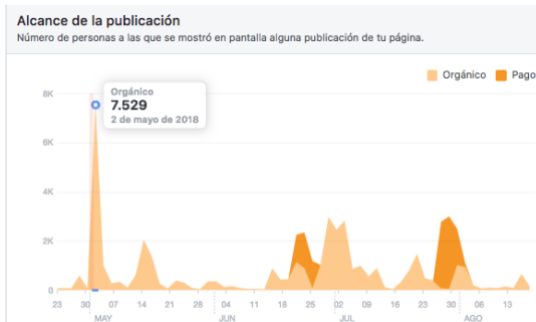 Alcance de la publicación
Número de personas a las que se mostró en pantalla alguna publicación de tu página.
Orgánico Pago
8K
Orgánico
7.529
2 de mayo de 2018
6K
4K
2K
0
23 30 07 14 21 28 04 11 18 25 02 09 16 23 30 06 13
MAY JUN JUL AGO